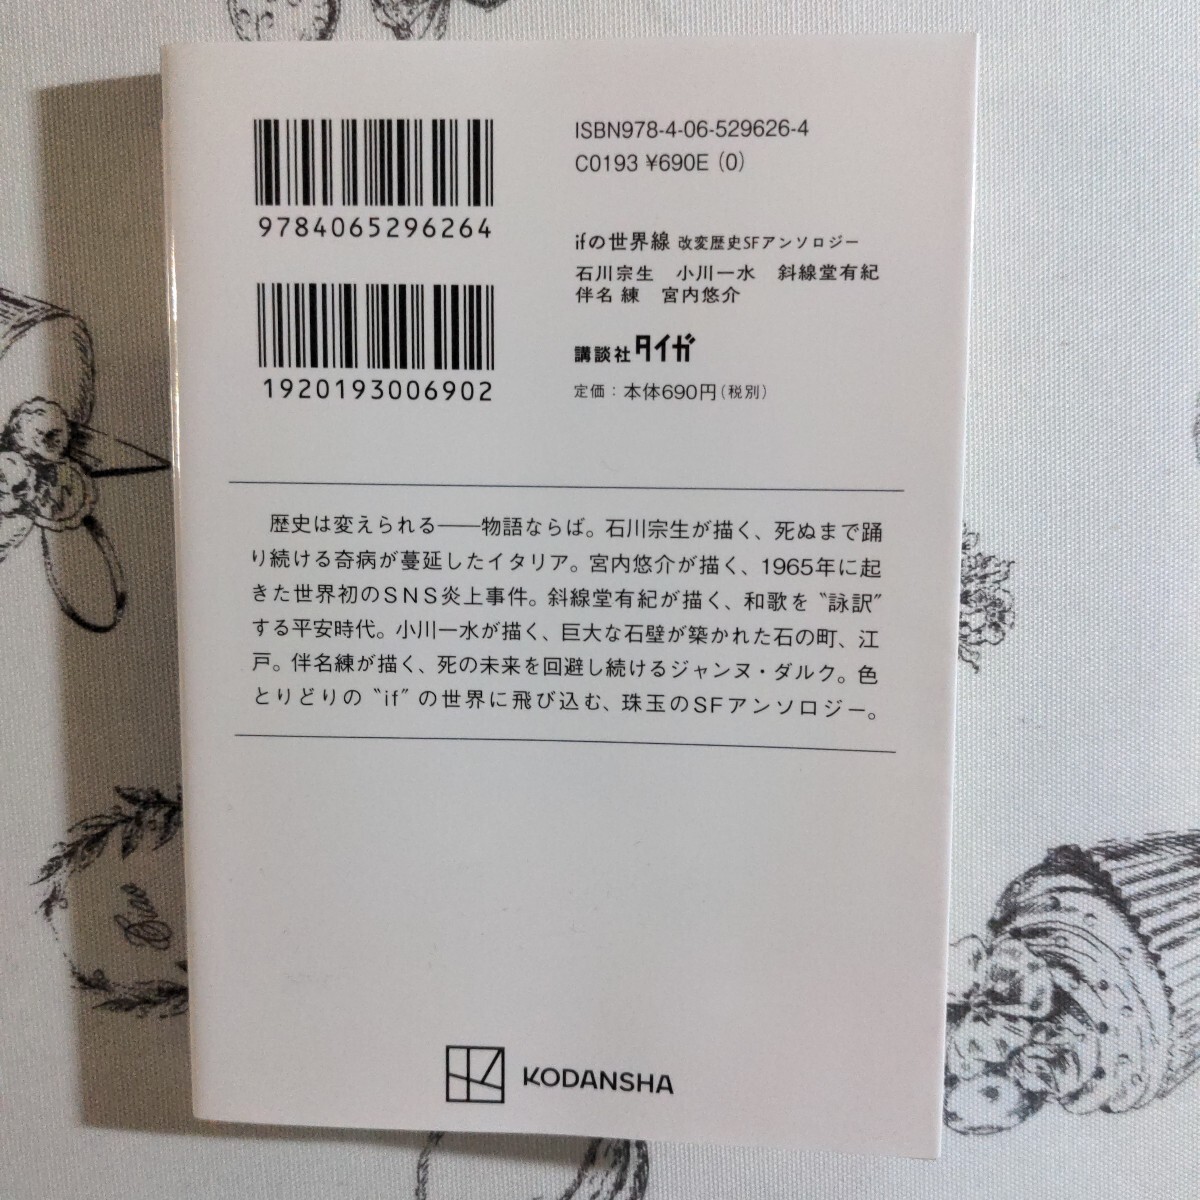 9784065296264
1920193006902
ISBN978-4-06-529626-4
C0193 ¥690E (0)
ifの世界線 改変歴史SFアンソロジー
石川宗生 小川一水 斜線堂有紀
伴名 練 宮内悠介
講談社タイガ
定価：本体690円（税別）
歴史は変えられる――物語ならば。石川宗生が描く、死ぬまで踊
り続ける奇病が蔓延したイタリア。宮内悠介が描く、1965年に起
きた世界初のSNS炎上事件。斜線堂有紀が描く、和歌を〝詠訳〟
する平安時代。小川一水が描く、巨大な石壁が築かれた石の町、江
戸。伴名練が描く、死の未来を回避し続けるジャンヌ・ダルク。色
とりどりの〝if〟の世界に飛び込む、珠玉のSFアンソロジー。
KODANSHA